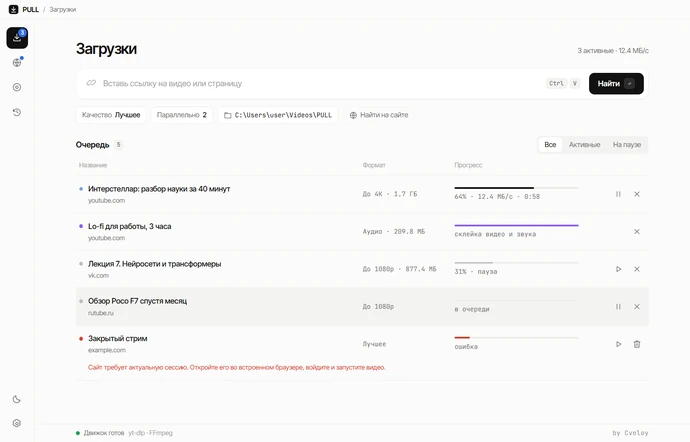 PULL / Загрузки
3
Загрузки
3 активные · 12.4 МБ/с
Вставьте ссылку на видео или страницу
Ctrl V
Найти
Качество Лучшее
Параллельно 2
C:\Users\user\Videos\PULL
Найти на сайте
Очередь 5
Все Активные На паузе
Название Формат Прогресс
Интерстеллар: разбор науки за 40 минут
youtube.com
До 4K · 1.7 ГБ
64% · 12.4 МБ/с · 0:58
Lo-fi для работы, 3 часа
youtube.com
Аудио · 209.8 МБ
склейка видео и звука
Лекция 7. Нейросети и трансформеры
vk.com
До 1080p · 877.4 МБ
31% · пауза
Обзор Poco F7 спустя месяц
rutube.ru
До 1080p
в очереди
Закрытый стрим
example.com
Лучшее
ошибка
Сайт требует актуальную сессию. Откройте его во встроенном браузере, войдите и запустите видео.
Движок готов yt-dlp · FFmpeg
by Cvoloy